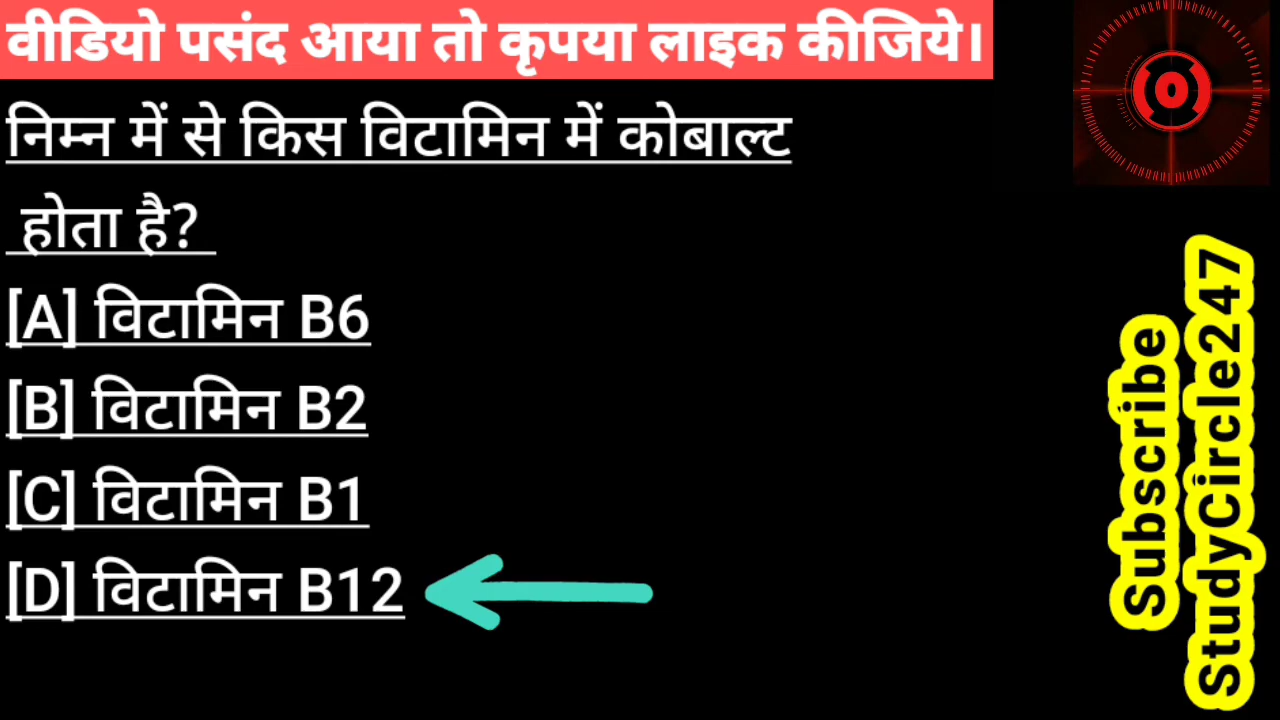 वीडियो पसंद आया तो कृपया लाइक कीजिये।
निम्न में से किस विटामिन में कोबाल्ट
होता है?
[A] विटामिन B6
[B] विटामिन B2
[C] विटामिन B1
[D] विटामिन B12
Subscribe
StudyCircle247